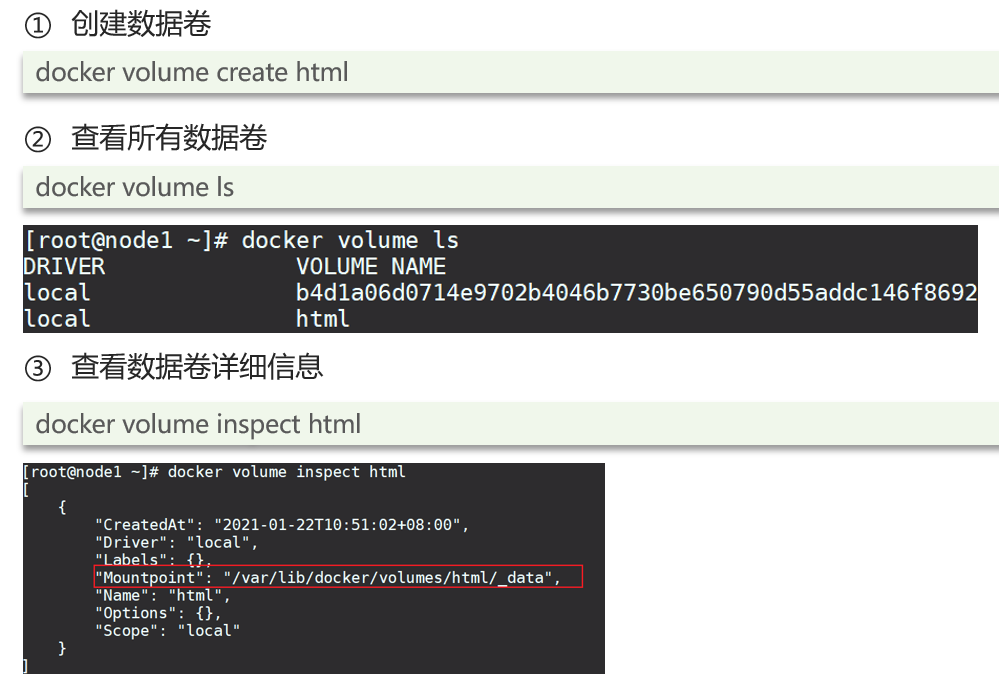 ① 创建数据卷
docker volume create html
② 查看所有数据卷
docker volume ls
[root@node1 ~]# docker volume ls
DRIVER              VOLUME NAME
local               b4d1a06d0714e9702b4046b7730be650790d55addc146f8692
local               html
③ 查看数据卷详细信息
docker volume inspect html
[root@node1 ~]# docker volume inspect html
[
    {
        "CreatedAt": "2021-01-22T10:51:02+08:00",
        "Driver": "local",
        "Labels": {},
        "Mountpoint": "/var/lib/docker/volumes/html/_data",
        "Name": "html",
        "Options": {},
        "Scope": "local"
    }
]